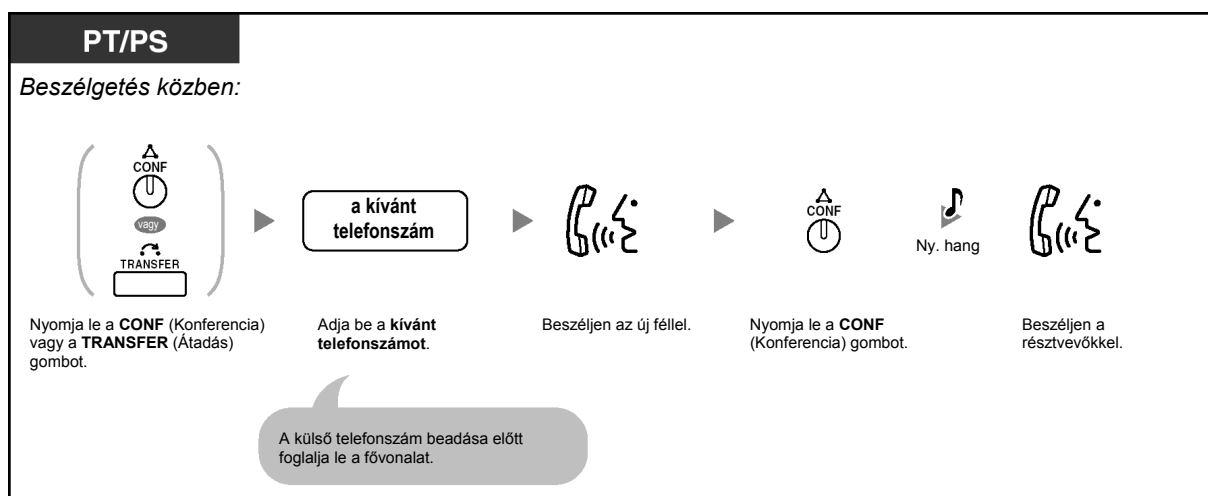 PT/PS
Beszélgetés közben:
CONF
vagy
TRANSFER
a kívánt
telefonszám
CONF
Ny. hang
Nyomja le a CONF (Konferencia)
vagy a TRANSFER (Átadás)
gombot.
Adja be a kívánt
telefonszámot.
Beszéljen az új féllel.
Nyomja le a CONF
(Konferencia) gombot.
Beszéljen a
résztvevőkkel.
A külső telefonszám beadása előtt
foglalja le a fővonalat.